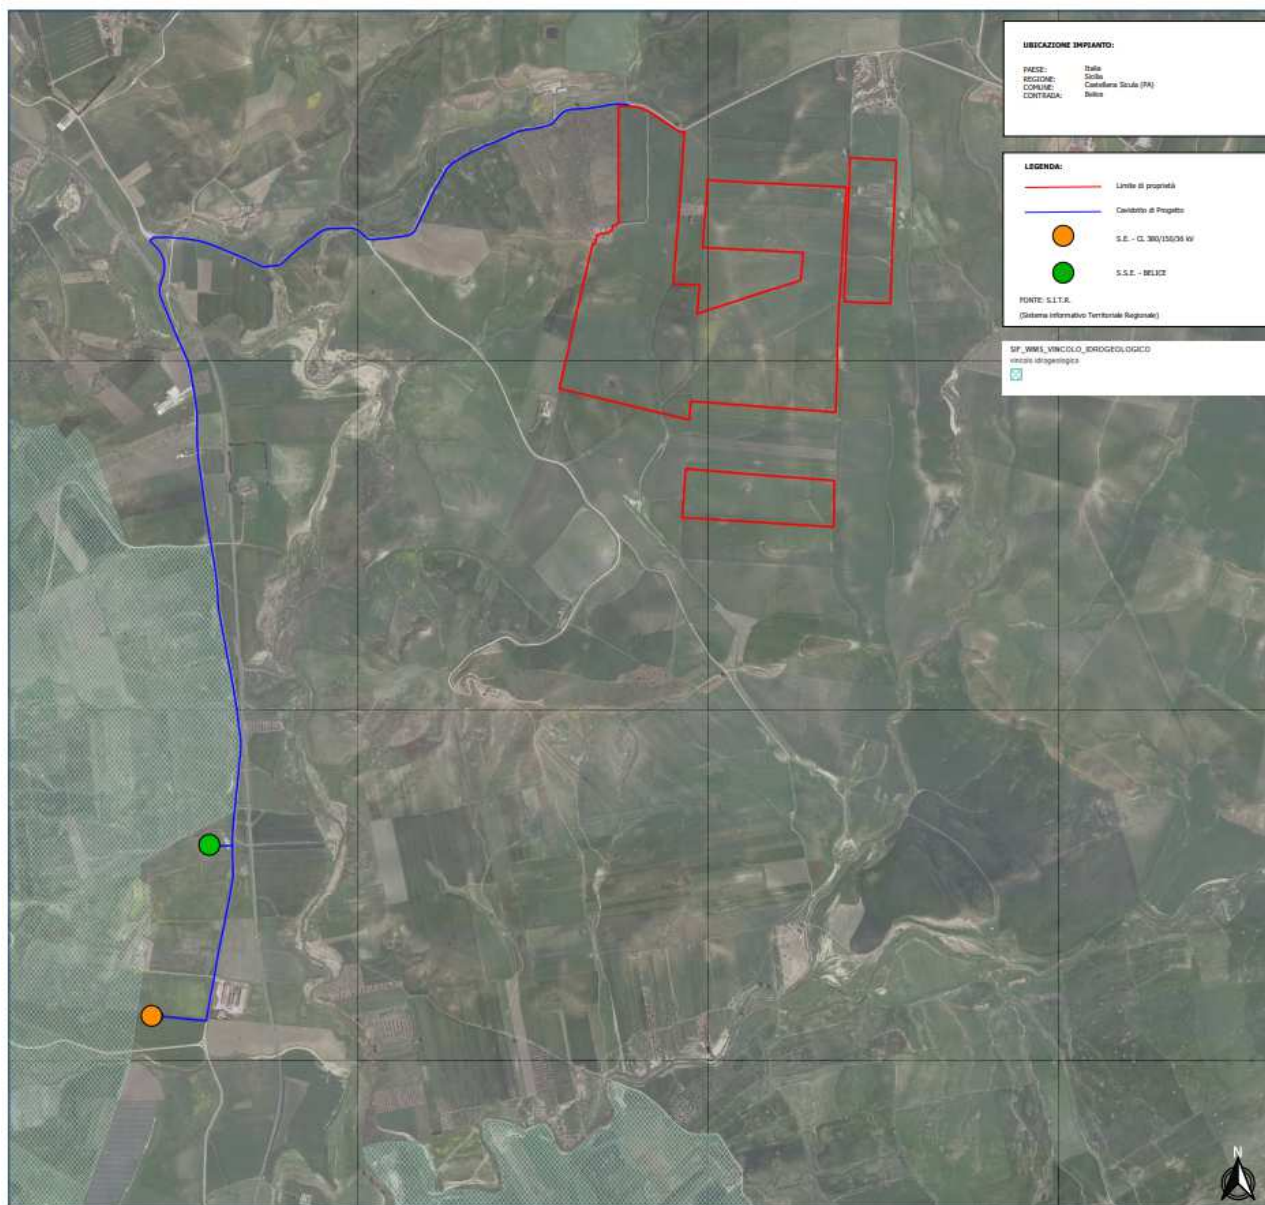 UBICAZIONE IMPIANTO:
PAESE: Italia
REGIONE: Sicilia
COMUNE: Castellana Sicula (PA)
CONTRADA: Belice
LEGENDA:
Limite di proprietà
Cavidotto di Progetto
S.E. - CL 380/150/36 kV
S.S.E. - BELICE
FONTE: S.I.T.R.
(Sistema Informativo Territoriale Regionale)
SIF_WMS_VINCOLO_IDROGEOLOGICO
vincolo idrogeologico
N